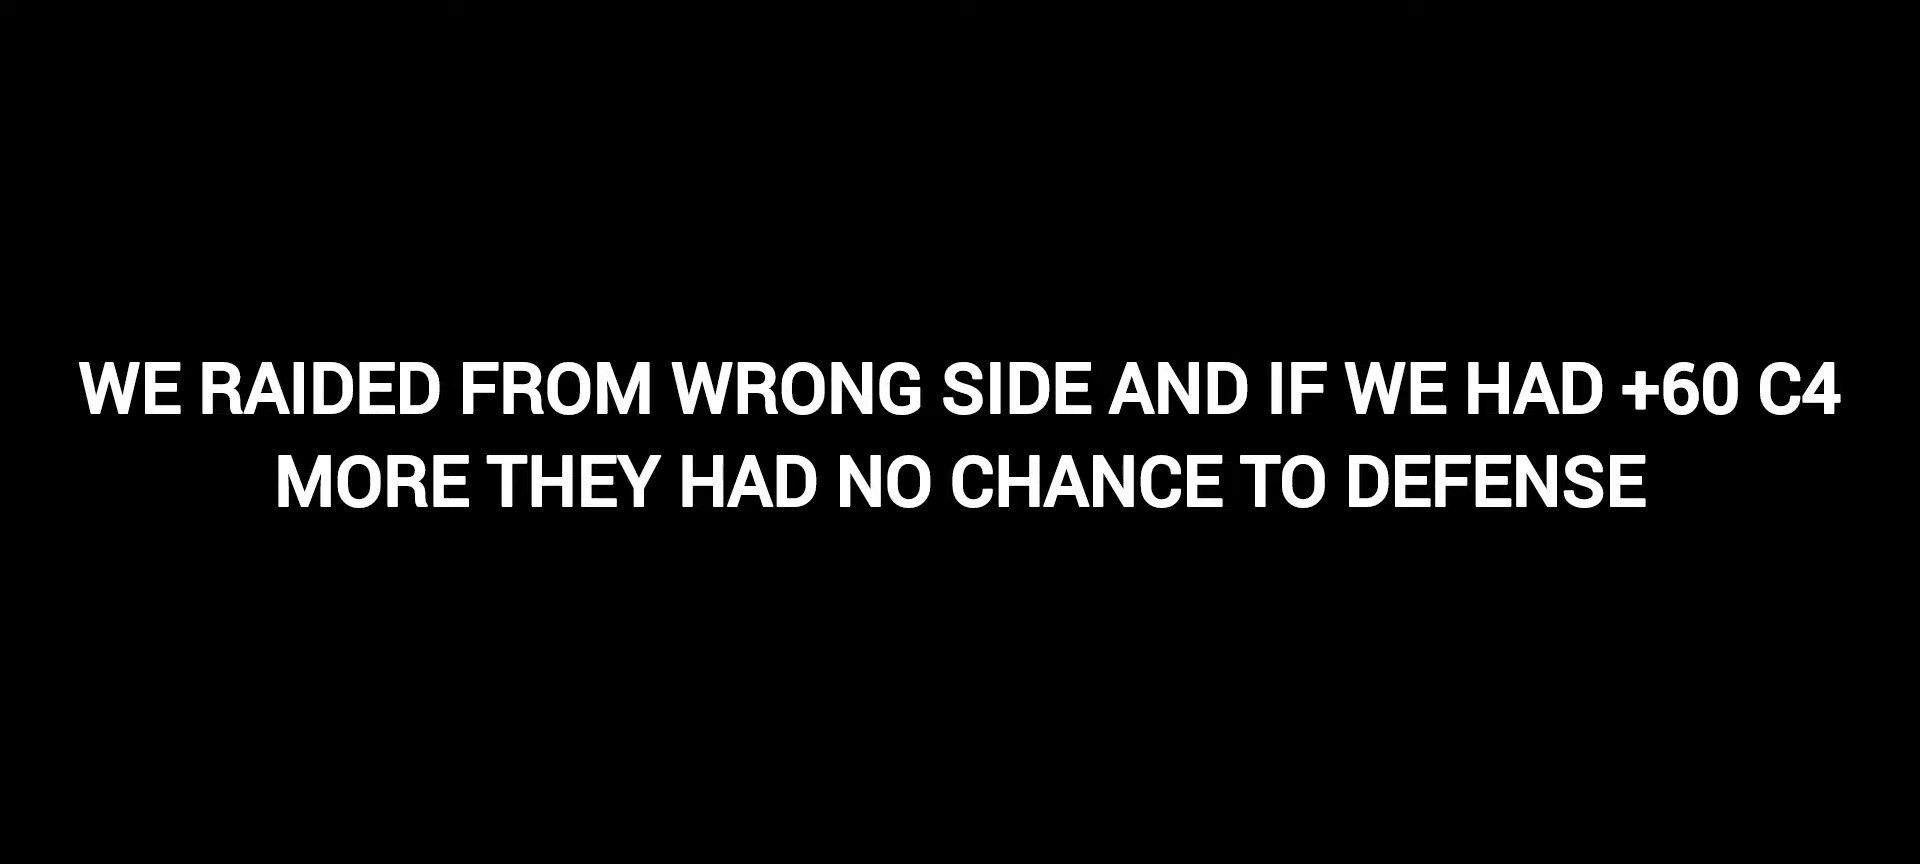 WE RAIDED FROM WRONG SIDE AND IF WE HAD +60 C4
MORE THEY HAD NO CHANCE TO DEFENSE